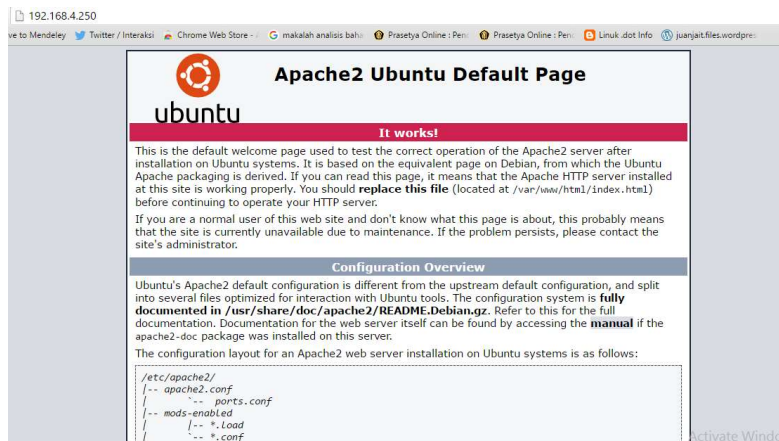 192.168.4.250
ve to Mendeley Twitter / Interaksi Chrome Web Store - makalah analisis baha Prasetya Online : Pen Prasetya Online : Pen Linuk .dot Info juanjait.files.wordpres
Apache2 Ubuntu Default Page
ubuntu
It works!
This is the default welcome page used to test the correct operation of the Apache2 server after
installation on Ubuntu systems. It is based on the equivalent page on Debian, from which the Ubuntu
Apache packaging is derived. If you can read this page, it means that the Apache HTTP server installed
at this site is working properly. You should replace this file (located at /var/www/html/index.html)
before continuing to operate your HTTP server.
If you are a normal user of this web site and don't know what this page is about, this probably means
that the site is currently unavailable due to maintenance. If the problem persists, please contact the
site's administrator.
Configuration Overview
Ubuntu's Apache2 default configuration is different from the upstream default configuration, and split
into several files optimized for interaction with Ubuntu tools. The configuration system is fully
documented in /usr/share/doc/apache2/README.Debian.gz. Refer to this for the full
documentation. Documentation for the web server itself can be found by accessing the manual if the
apache2-doc package was installed on this server.
The configuration layout for an Apache2 web server installation on Ubuntu systems is as follows:
/etc/apache2/
|-- apache2.conf
| `-- ports.conf
|-- mods-enabled
| |-- *.load
| `-- *.conf
Activate Windo